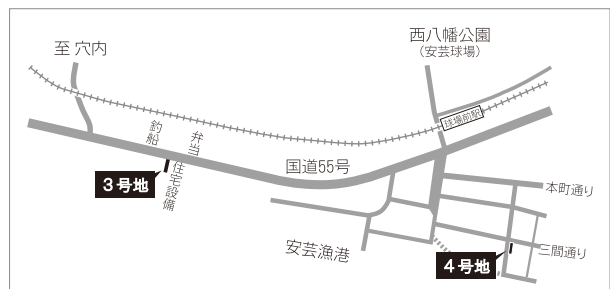 西八幡公園
（安芸球場）
至 穴内
球場前駅
弁当
釣船
国道55号
住宅設備
3号地
本町通り
三間通り
安芸漁港
4号地